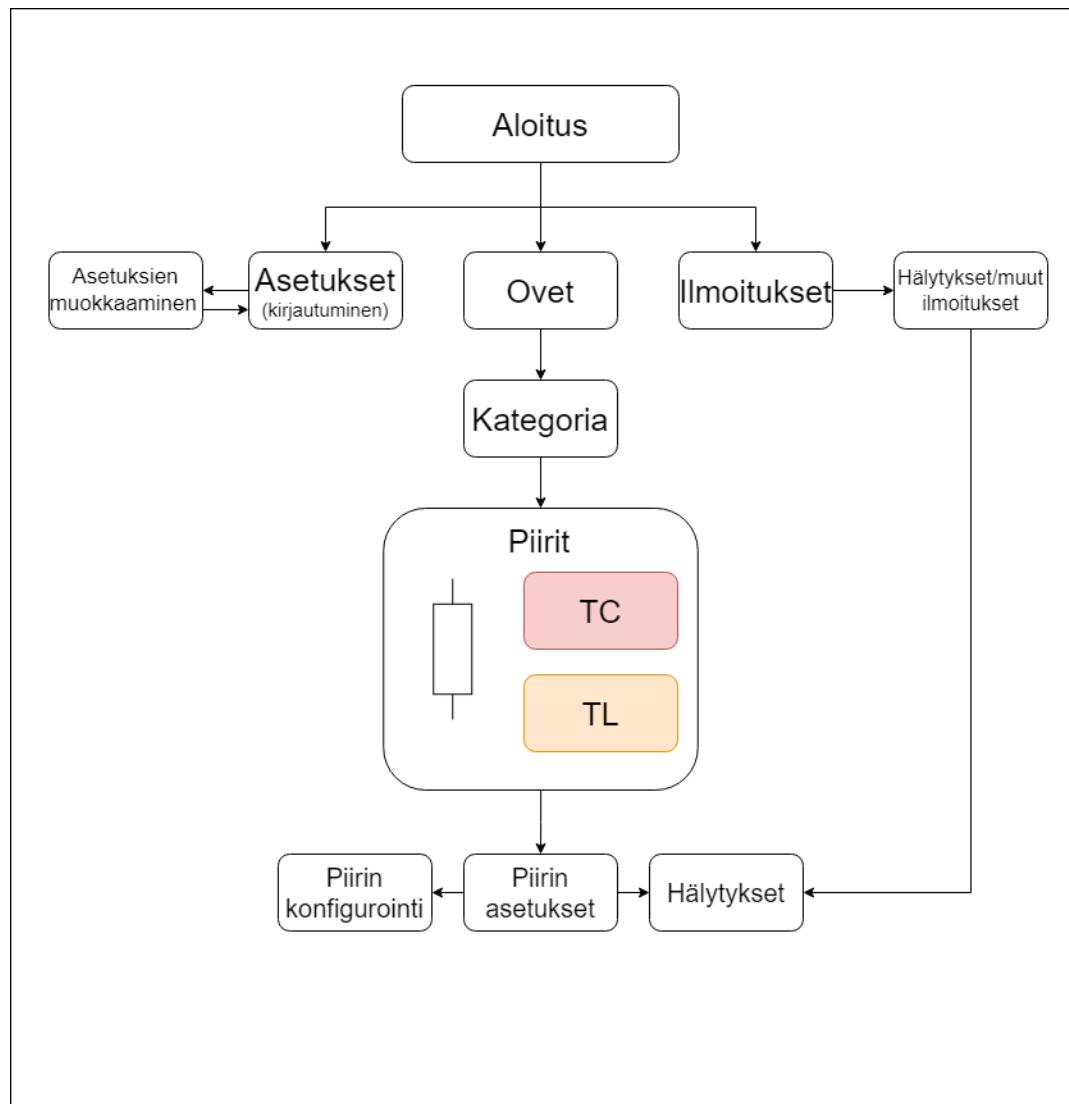 Aloitus
Asetuksien
muokkaaminen
Asetukset
(kirjautuminen)
Ovet
Ilmoitukset
Hälytykset/muut
ilmoitukset
Kategoria
Piirit
TC
TL
Piirin
konfigurointi
Piirin
asetukset
Hälytykset